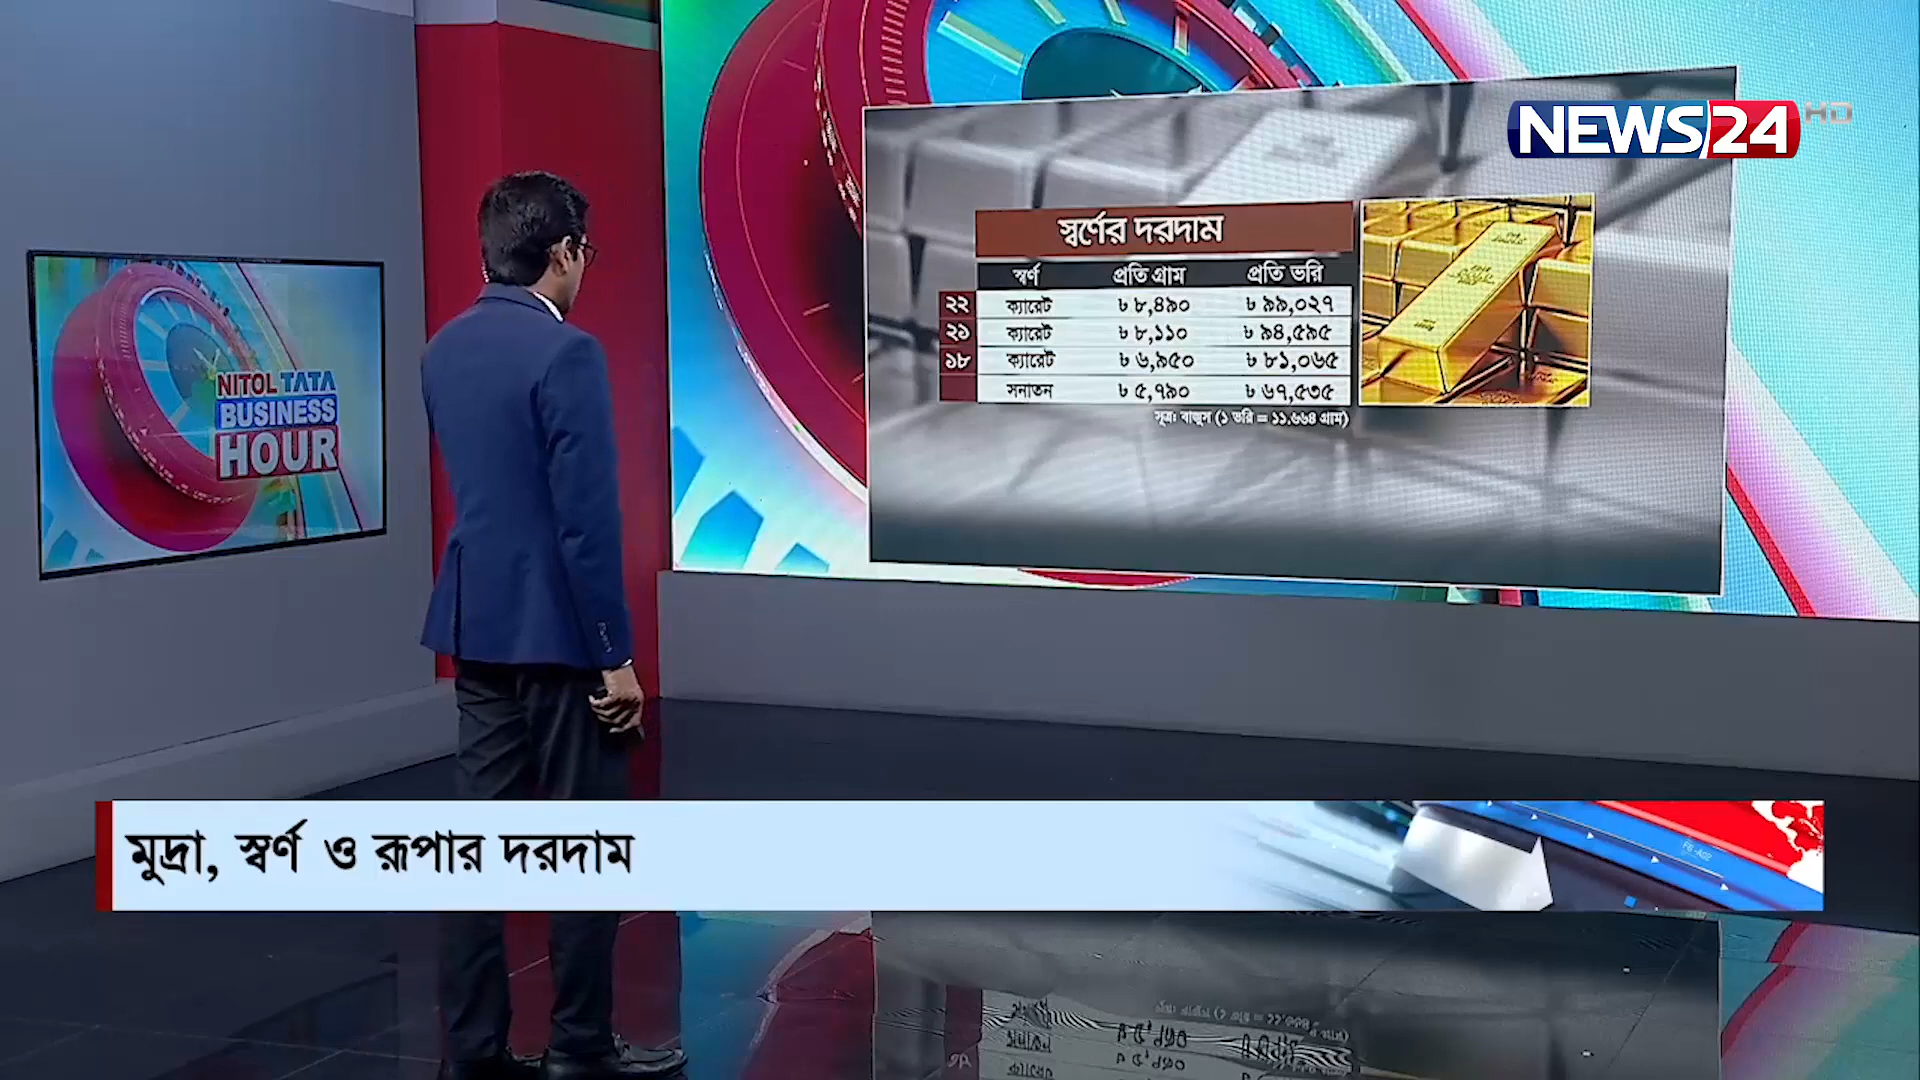 NEWS 24 HD
স্বর্ণের দরদাম
স্বর্ণ প্রতি গ্রাম প্রতি ভরি
২২ ক্যারেট ৳ ৮,৪৯০ ৳ ৯৯,০২৭
২১ ক্যারেট ৳ ৮,১১০ ৳ ৯৪,৫৯৫
১৮ ক্যারেট ৳ ৬,৯৫০ ৳ ৮১,০৬৫
সনাতন ৳ ৫,৭৯০ ৳ ৬৭,৫৩৫
সূত্র: বাজুস (১ ভরি = ১১.৬৬৪ গ্রাম)
NITOL TATA
BUSINESS
HOUR
মুদ্রা, স্বর্ণ ও রূপার দরদাম